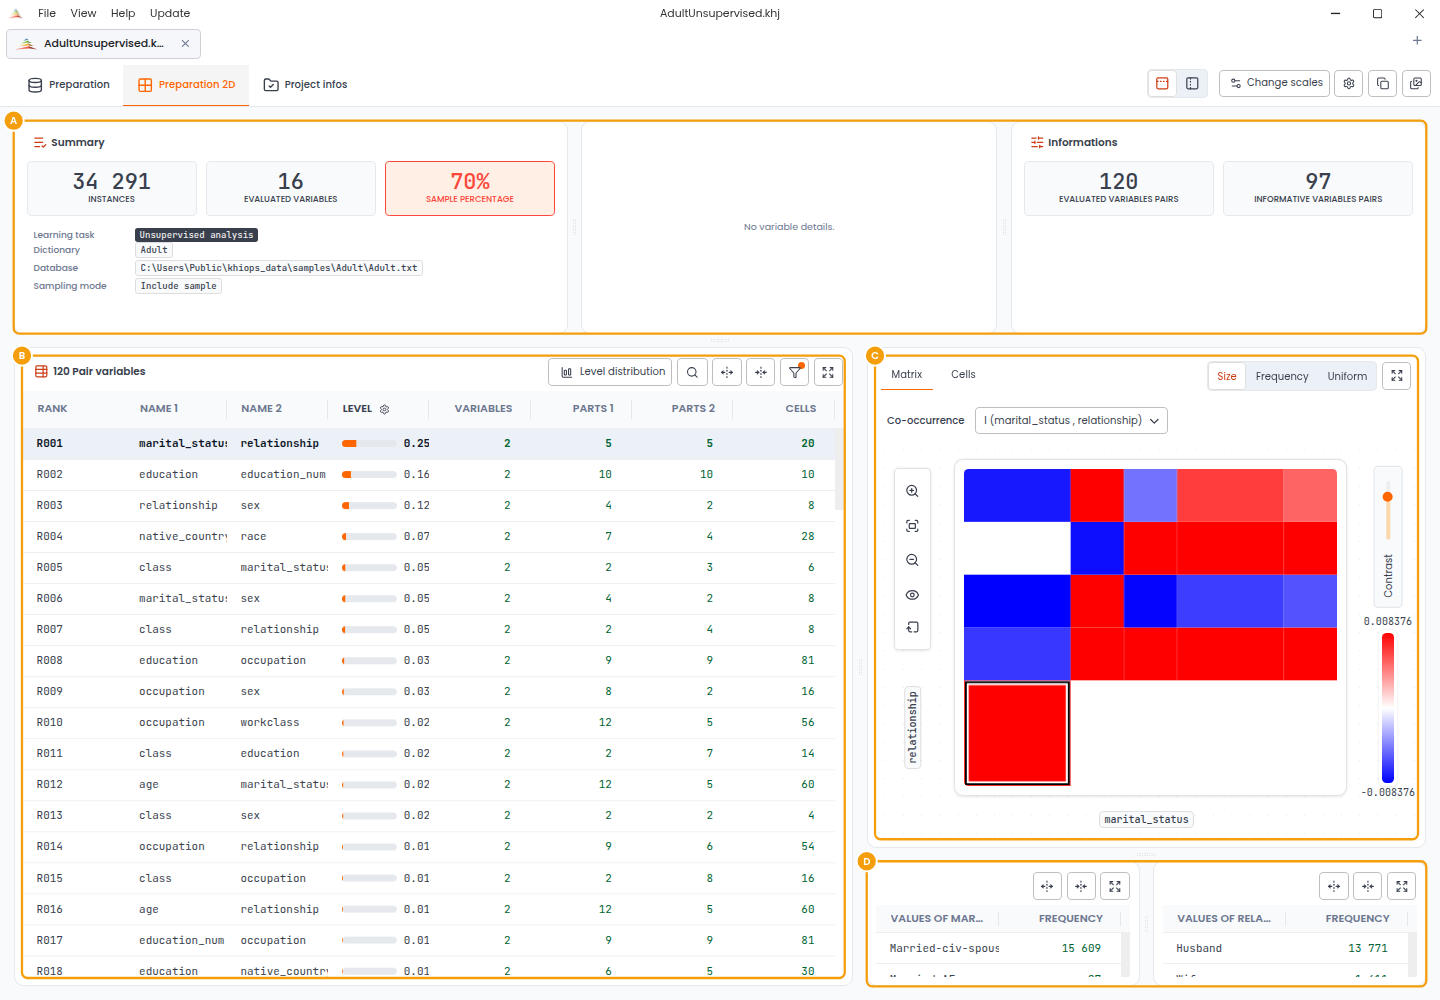 File View Help Update AdultUnsupervised.khj
AdultUnsupervised.k...
Preparation Preparation 2D Project infos Change scales
A
Summary Informations
34 291 16 70% 120 97
INSTANCES EVALUATED VARIABLES SAMPLE PERCENTAGE EVALUATED VARIABLES PAIRS INFORMATIVE VARIABLES PAIRS
No variable details.
Learning task Unsupervised analysis
Dictionary Adult
Database C:\Users\Public\khiops_data\samples\Adult\Adult.txt
Sampling mode Include sample
B
120 Pair variables Level distribution
RANK NAME 1 NAME 2 LEVEL VARIABLES PARTS 1 PARTS 2 CELLS
R001 marital_status relationship 0.25 2 5 5 20
R002 education education_num 0.16 2 10 10 10
R003 relationship sex 0.12 2 4 2 8
R004 native_country race 0.07 2 7 4 28
R005 class marital_status 0.05 2 2 3 6
R006 marital_status sex 0.05 2 4 2 8
R007 class relationship 0.05 2 2 4 8
R008 education occupation 0.03 2 9 9 81
R009 occupation sex 0.03 2 8 2 16
R010 occupation workclass 0.02 2 12 5 56
R011 class education 0.02 2 2 7 14
R012 age marital_status 0.02 2 12 5 60
R013 class sex 0.02 2 2 2 4
R014 occupation relationship 0.01 2 9 6 54
R015 class occupation 0.01 2 2 8 16
R016 age relationship 0.01 2 12 5 60
R017 education_num occupation 0.01 2 9 9 81
R018 education native_country 0.01 2 6 5 30
C
Matrix Cells Size Frequency Uniform
Co-occurrence I (marital_status , relationship)
Contrast
0.008376
relationship
-0.008376
marital_status
D
VALUES OF MAR... FREQUENCY VALUES OF RELA... FREQUENCY
Married-civ-spous 15 609 Husband 13 771